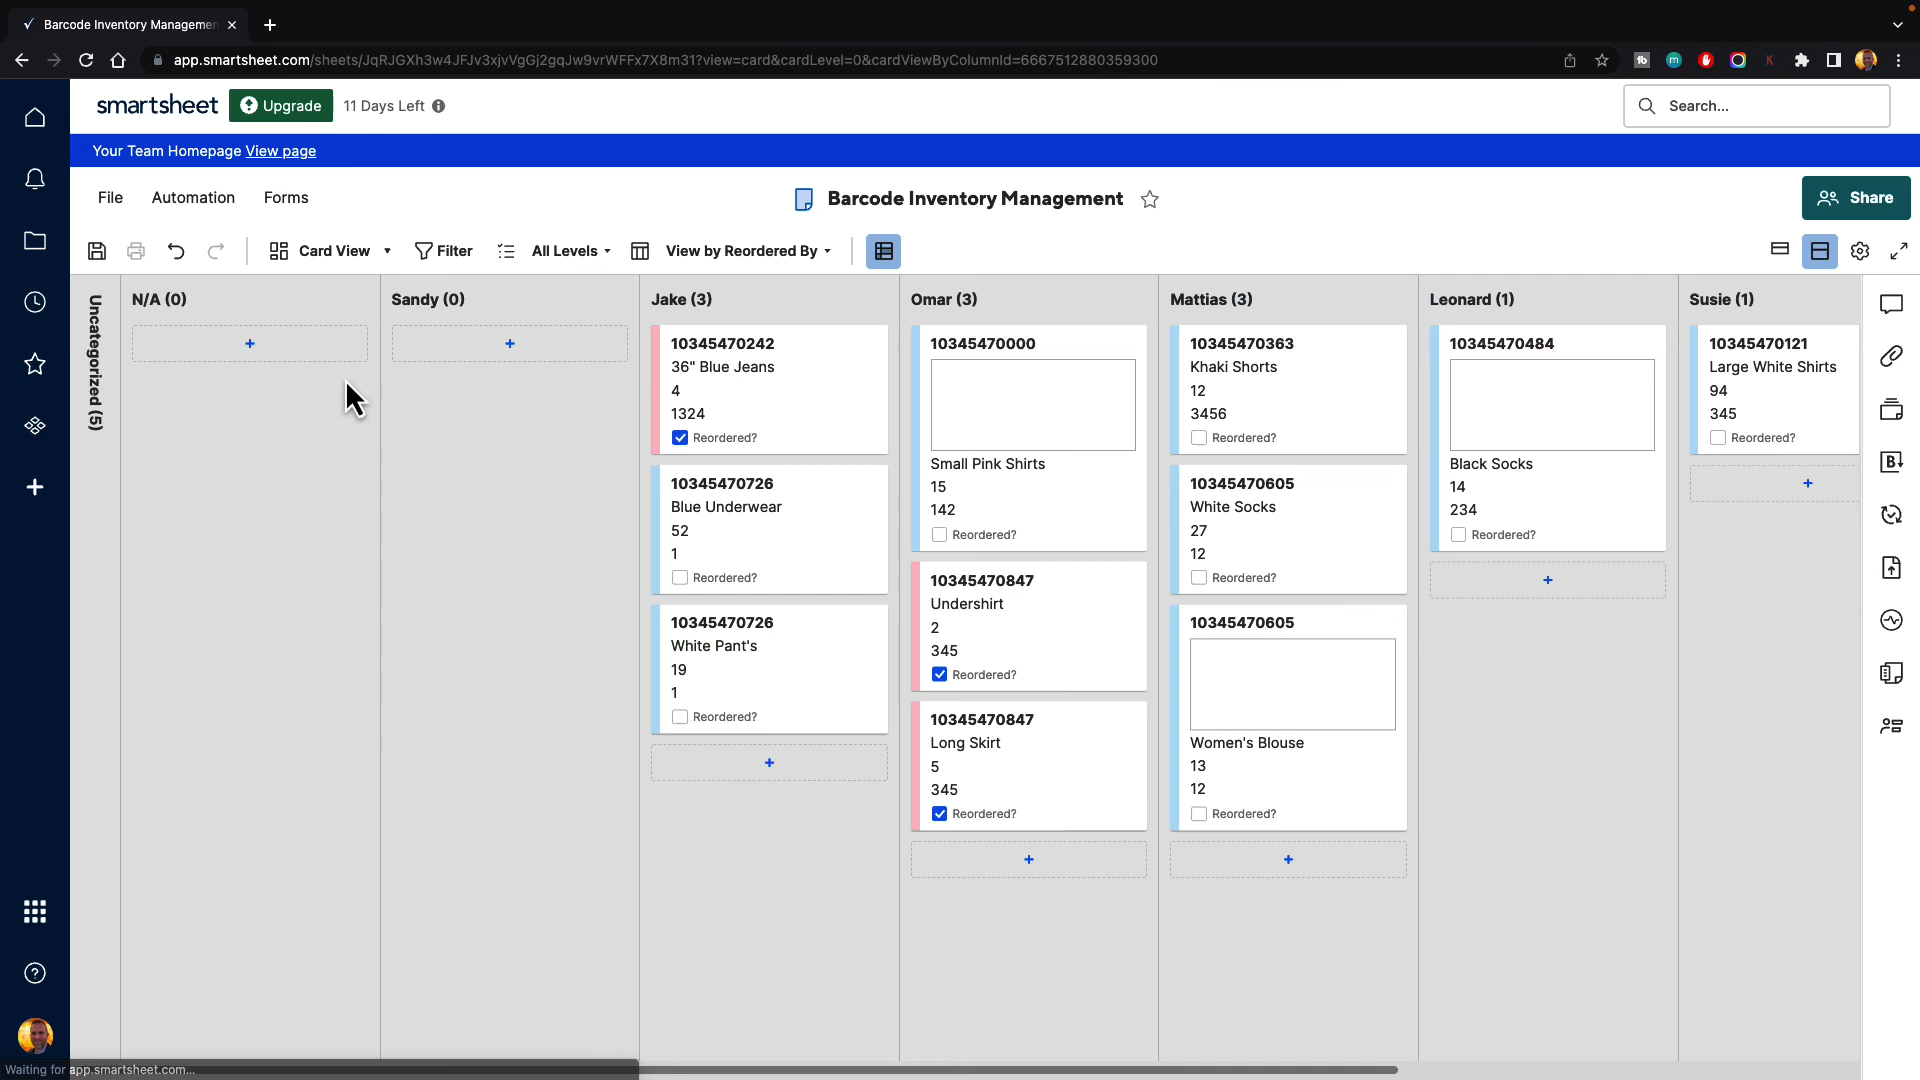 Barcode Inventory Managemen
app.smartsheet.com/sheets/JqRJGXh3w4JFJv3xjvVgGj2gqJw9vrWFFx7X8m31?view=card&cardLevel=0&cardViewByColumnId=6667512880359300
smartsheet
Upgrade
11 Days Left
Search...
Your Team Homepage View page
File
Automation
Forms
Barcode Inventory Management
Share
Card View
Filter
All Levels
View by Reordered By
Uncategorized (5)
N/A (0)
+
Sandy (0)
+
Jake (3)
10345470242
36" Blue Jeans
4
1324
Reordered?
10345470726
Blue Underwear
52
1
Reordered?
10345470726
White Pant's
19
1
Reordered?
+
Omar (3)
10345470000
Small Pink Shirts
15
142
Reordered?
10345470847
Undershirt
2
345
Reordered?
10345470847
Long Skirt
5
345
Reordered?
+
Mattias (3)
10345470363
Khaki Shorts
12
3456
Reordered?
10345470605
White Socks
27
12
Reordered?
10345470605
Women's Blouse
13
12
Reordered?
+
Leonard (1)
10345470484
Black Socks
14
234
Reordered?
+
Susie (1)
10345470121
Large White Shirts
94
345
Reordered?
+
Waiting for app.smartsheet.com...